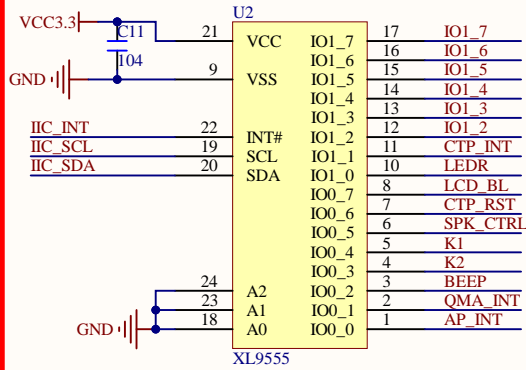 U2
VCC3.3 C11 21 VCC IO1_7 17 IO1_7
IO1_6 16 IO1_6
104 9 VSS IO1_5 15 IO1_5
GND
IO1_4 14 IO1_4
IO1_3 13 IO1_3
IIC_INT 22 INT# IO1_2 12 IO1_2
IIC_SCL 19 SCL IO1_1 11 CTP_INT
IIC_SDA 20 SDA IO1_0 10 LEDR
IO0_7 8 LCD_BL
IO0_6 7 CTP_RST
IO0_5 6 SPK_CTRL
IO0_4 5 K1
IO0_3 4 K2
24 A2 IO0_2 3 BEEP
23 A1 IO0_1 2 QMA_INT
GND 18 A0 IO0_0 1 AP_INT
XL9555